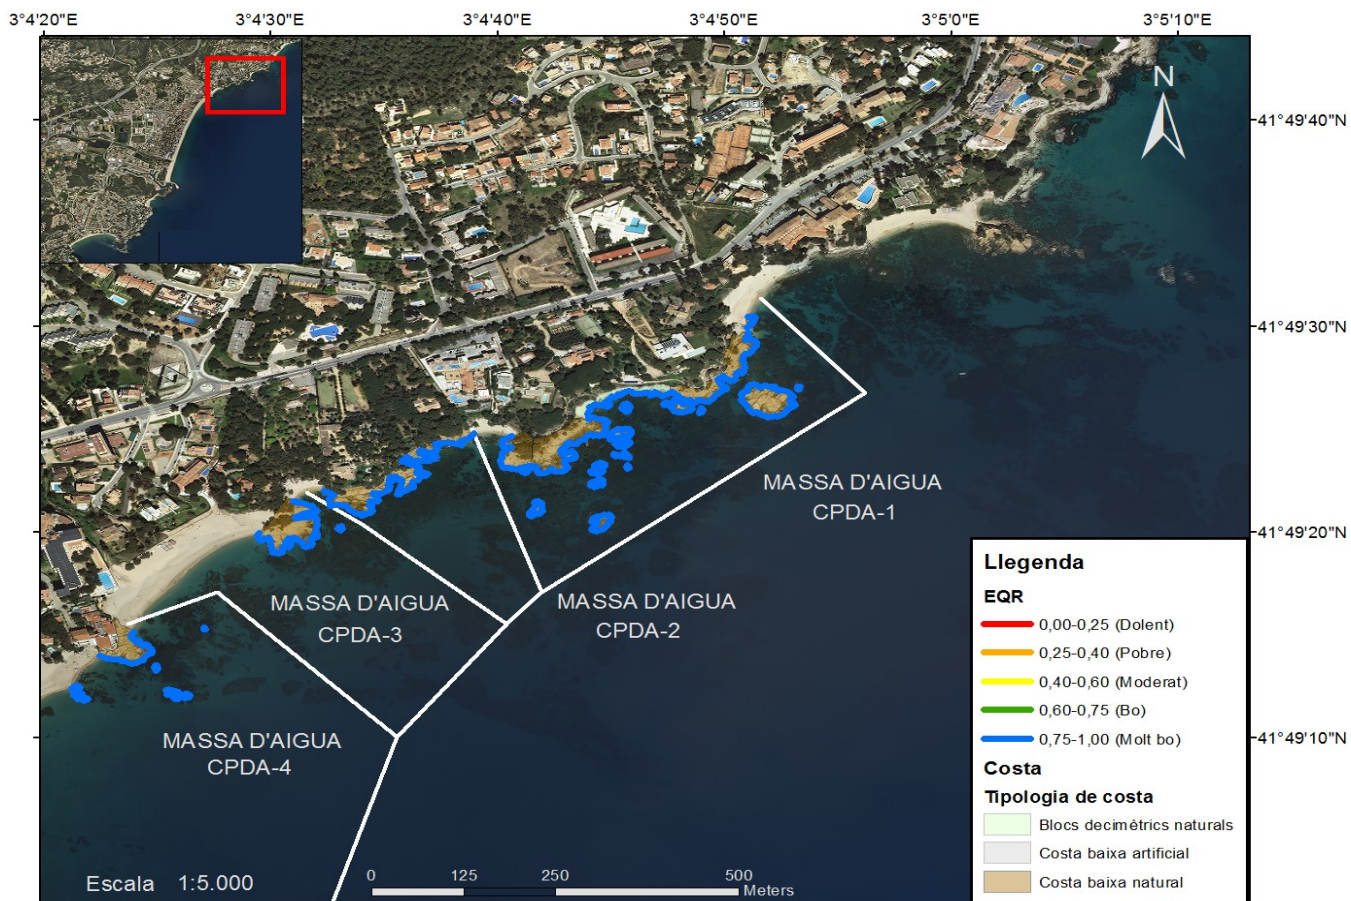 3°4'20"E 3°4'30"E 3°4'40"E 3°4'50"E 3°5'0"E 3°5'10"E
N
41°49'40"N
41°49'30"N
MASSA D'AIGUA
CPDA-1
41°49'20"N
MASSA D'AIGUA
CPDA-2
MASSA D'AIGUA
CPDA-3
MASSA D'AIGUA
CPDA-4
41°49'10"N
Llegenda
EQR
0,00-0,25 (Dolent)
0,25-0,40 (Pobre)
0,40-0,60 (Moderat)
0,60-0,75 (Bo)
0,75-1,00 (Molt bo)
Costa
Tipologia de costa
Blocs decimètrics naturals
Costa baixa artificial
Costa baixa natural
Escala 1:5.000
0 125 250 500
Meters